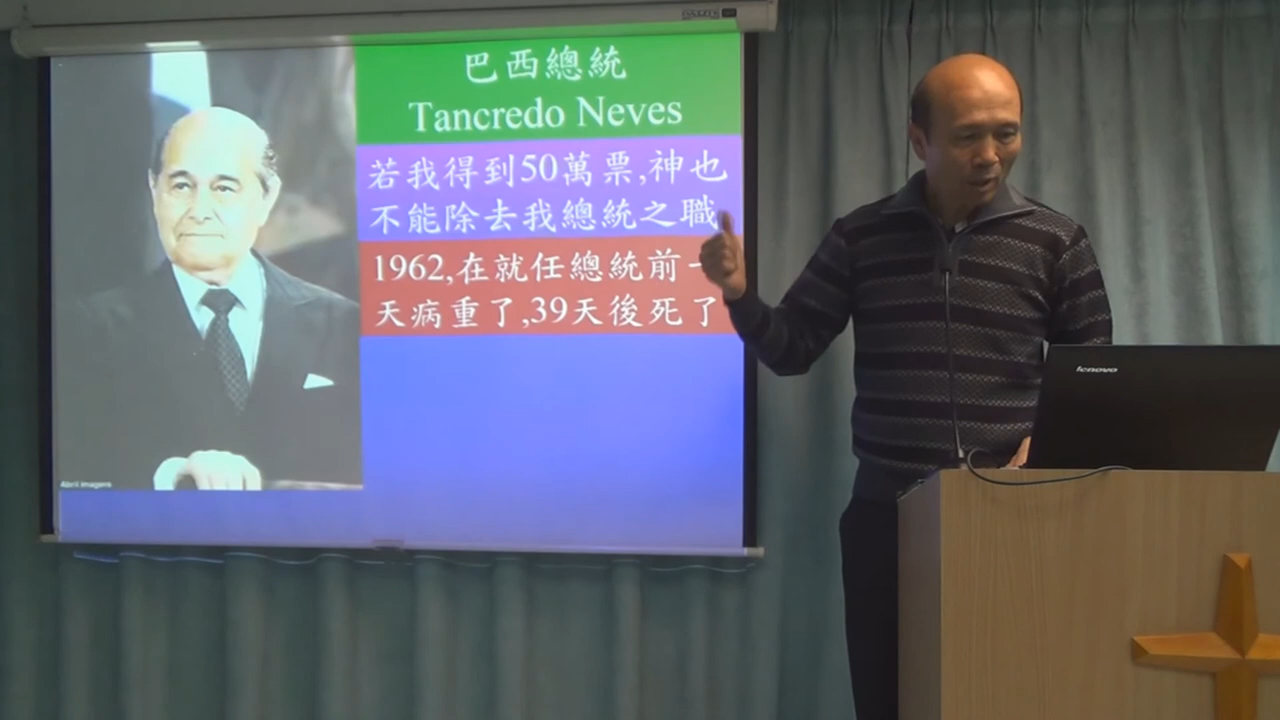 巴西總統
Tancredo Neves
若我得到50萬票,神也
不能除去我總統之職
1962,在就任總統前一
天病重了,39天後死了
Abril Imagens
lenovo